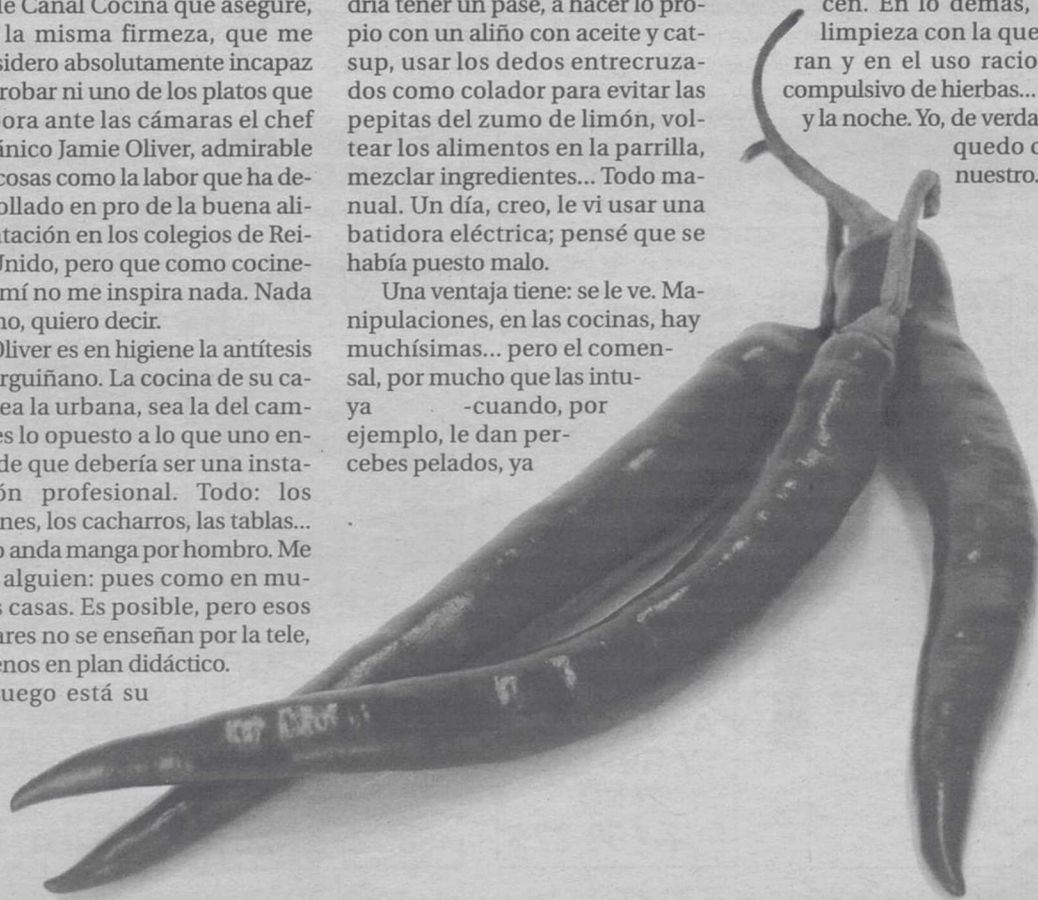 de Canal Cocina que asegure,
la misma firmeza, que me
sidero absolutamente incapaz
robar ni uno de los platos que
bora ante las cámaras el chef
ánico Jamie Oliver, admirable
cosas como la labor que ha de-
ollado en pro de la buena ali-
ntación en los colegios de Rei-
Unido, pero que como cocine-
mí no me inspira nada. Nada
no, quiero decir.
Oliver es en higiene la antítesis
rguiñano. La cocina de su ca-
ea la urbana, sea la del cam-
es lo opuesto a lo que uno en-
de que debería ser una insta-
ón profesional. Todo: los
nes, los cacharros, las tablas...
o anda manga por hombro. Me
alguien: pues como en mu-
s casas. Es posible, pero esos
ares no se enseñan por la tele,
enos en plan didáctico.
uego está su
dría tener un pase, a hacer lo pro-
pio con un aliño con aceite y cat-
sup, usar los dedos entrecruza-
dos como colador para evitar las
pepitas del zumo de limón, vol-
tear los alimentos en la parrilla,
mezclar ingredientes... Todo ma-
nual. Un día, creo, le vi usar una
batidora eléctrica; pensé que se
había puesto malo.
Una ventaja tiene: se le ve. Ma-
nipulaciones, en las cocinas, hay
muchísimas... pero el comen-
sal, por mucho que las intu-
ya -cuando, por
ejemplo, le dan per-
cebes pelados, ya
cen. En lo demás,
limpieza con la que
ran y en el uso racio
compulsivo de hierbas...
y la noche. Yo, de verda
quedo c
nuestro.